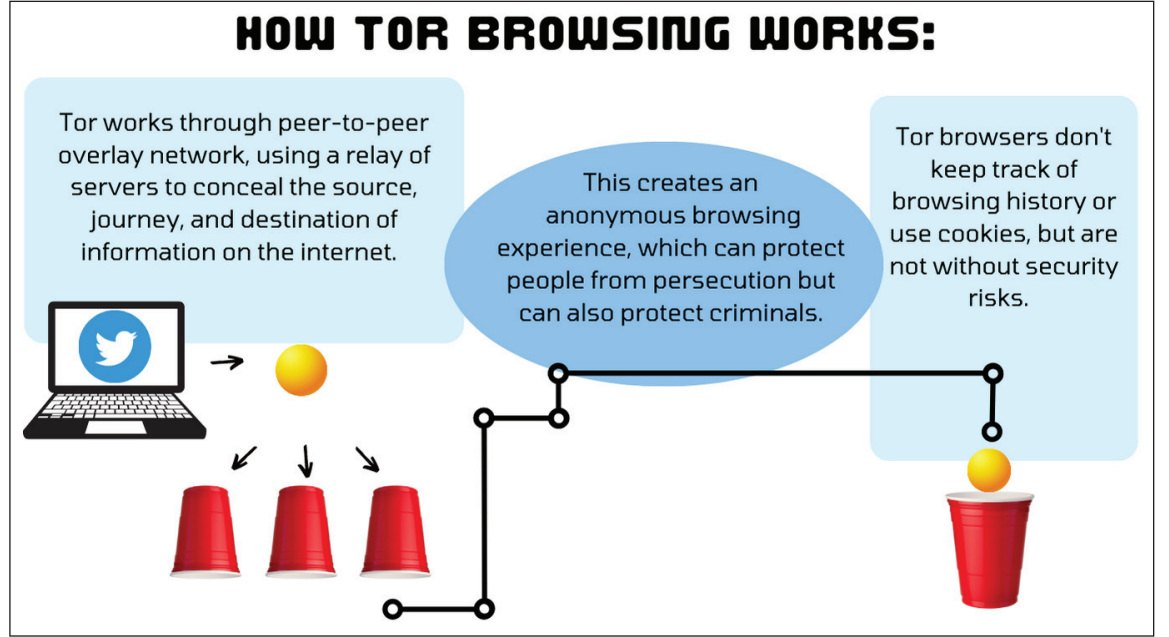 HOW TOR BROWSING WORKS:
Tor works through peer-to-peer
overlay network, using a relay of
servers to conceal the source,
journey, and destination of
information on the internet.
This creates an
anonymous browsing
experience, which can protect
people from persecution but
can also protect criminals.
Tor browsers don't
keep track of
browsing history or
use cookies, but are
not without security
risks.